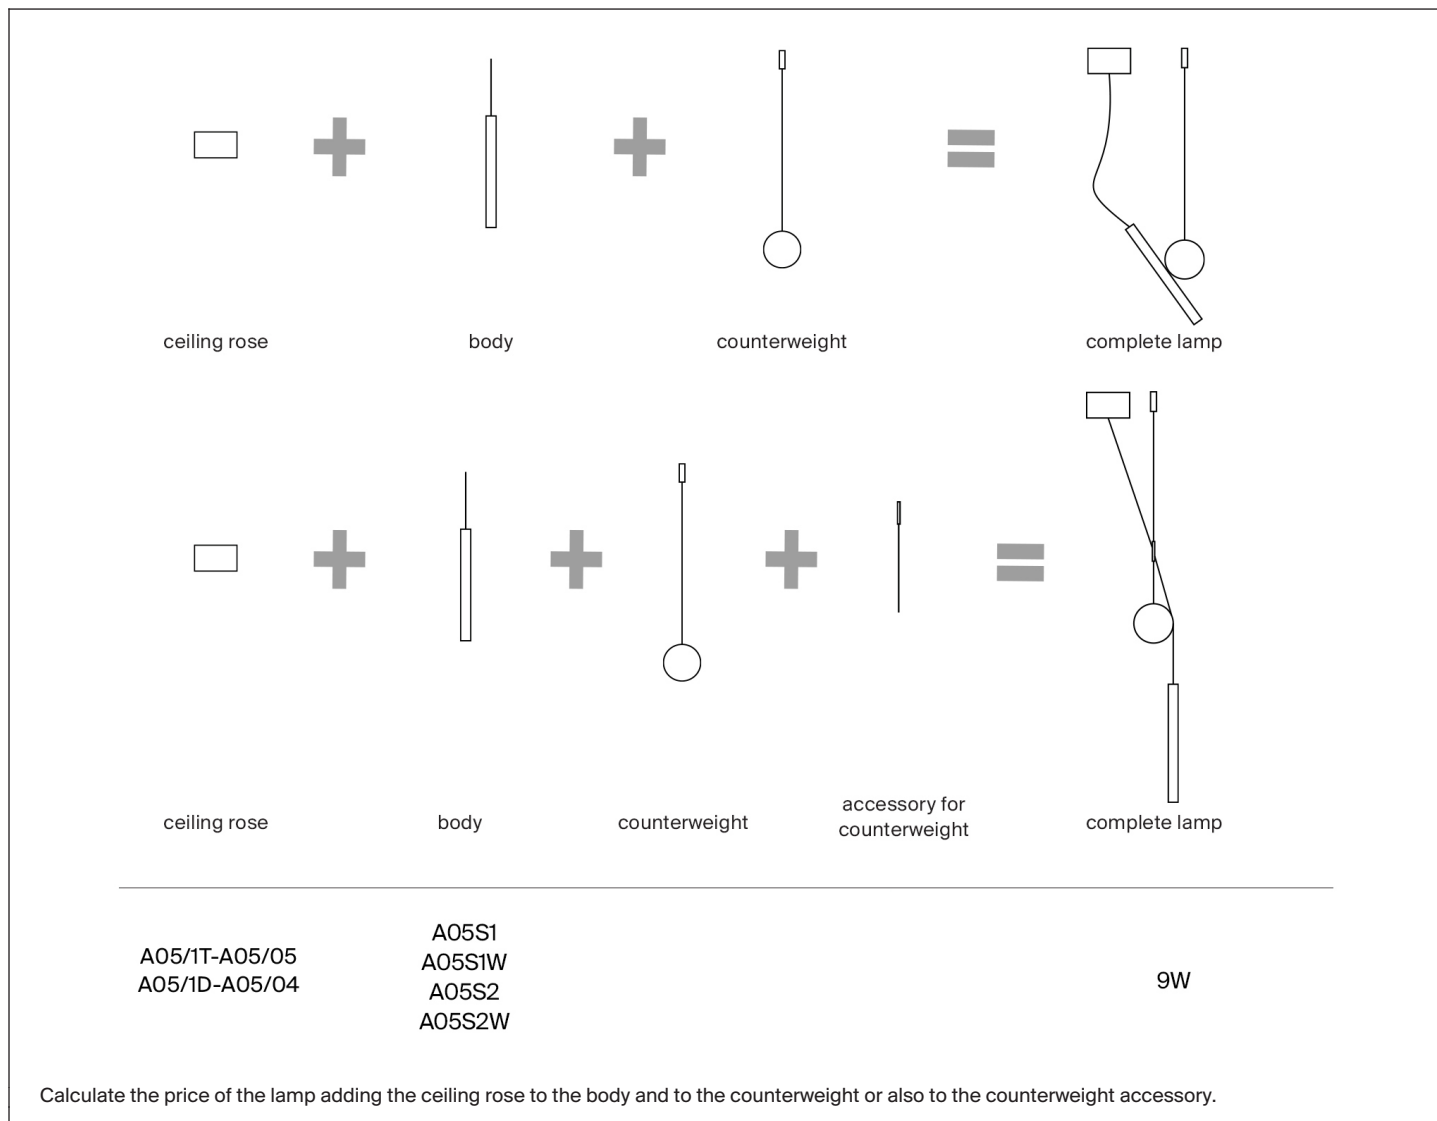 ceiling rose
body
counterweight
complete lamp
ceiling rose
body
counterweight
accessory for
counterweight
complete lamp
A05/1T-A05/05
A05/1D-A05/04
A05S1
A05S1W
A05S2
A05S2W
9W
Calculate the price of the lamp adding the ceiling rose to the body and to the counterweight or also to the counterweight accessory.